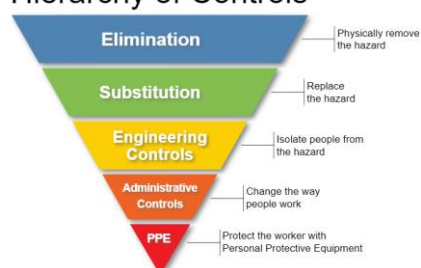 Hierarchy of Controls
Elimination
Physically remove
the hazard
Substitution
Replace
the hazard
Engineering
Controls
Isolate people from
the hazard
Administrative
Controls
Change the way
people work
PPE
Protect the worker with
Personal Protective Equipment